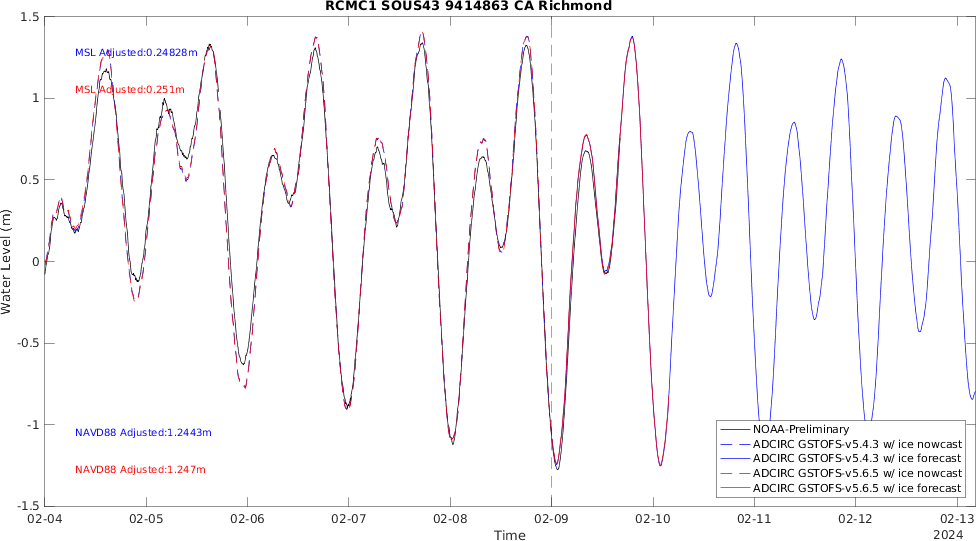 RCMC1 SOUS43 9414863 CA Richmond
1.5
MSL Adjusted:0.24828m
MSL Adjusted:0.251m
1
0.5
0
-0.5
-1
-1.5
Water Level (m)
NAVD88 Adjusted:1.2443m
NAVD88 Adjusted:1.247m
NOAA-Preliminary
ADCIRC GSTOFS-v5.4.3 w/ ice nowcast
ADCIRC GSTOFS-v5.4.3 w/ ice forecast
ADCIRC GSTOFS-v5.6.5 w/ ice nowcast
ADCIRC GSTOFS-v5.6.5 w/ ice forecast
02-04 02-05 02-06 02-07 02-08 02-09 02-10 02-11 02-12 02-13
Time
2024